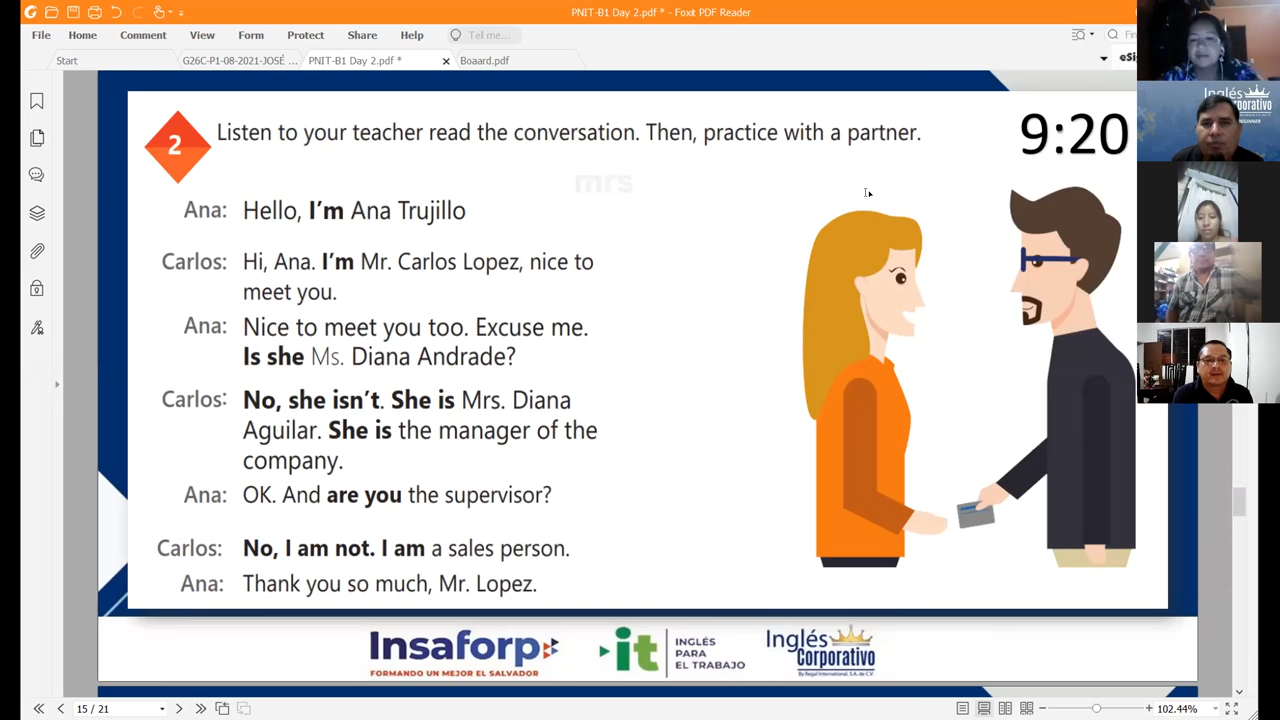 PNIT-B1 Day 2.pdf * - Foxit PDF Reader
File Home Comment View Form Protect Share Help Tell me...
Start G26C-P1-08-2021-JOSÉ ... PNIT-B1 Day 2.pdf * Boaard.pdf
Inglés
Corporativo
BEGINNER
2 Listen to your teacher read the conversation. Then, practice with a partner.
9:20
mrs
Ana: Hello, I'm Ana Trujillo
Carlos: Hi, Ana. I'm Mr. Carlos Lopez, nice to
meet you.
Ana: Nice to meet you too. Excuse me.
Is she Ms. Diana Andrade?
Carlos: No, she isn't. She is Mrs. Diana
Aguilar. She is the manager of the
company.
Ana: OK. And are you the supervisor?
Carlos: No, I am not. I am a sales person.
Ana: Thank you so much, Mr. Lopez.
Insaforp
FORMANDO UN MEJOR EL SALVADOR
it
INGLÉS
PARA
EL TRABAJO
Inglés
Corporativo
By Regal International, S.A. de C.V.
15 / 21
102.44%